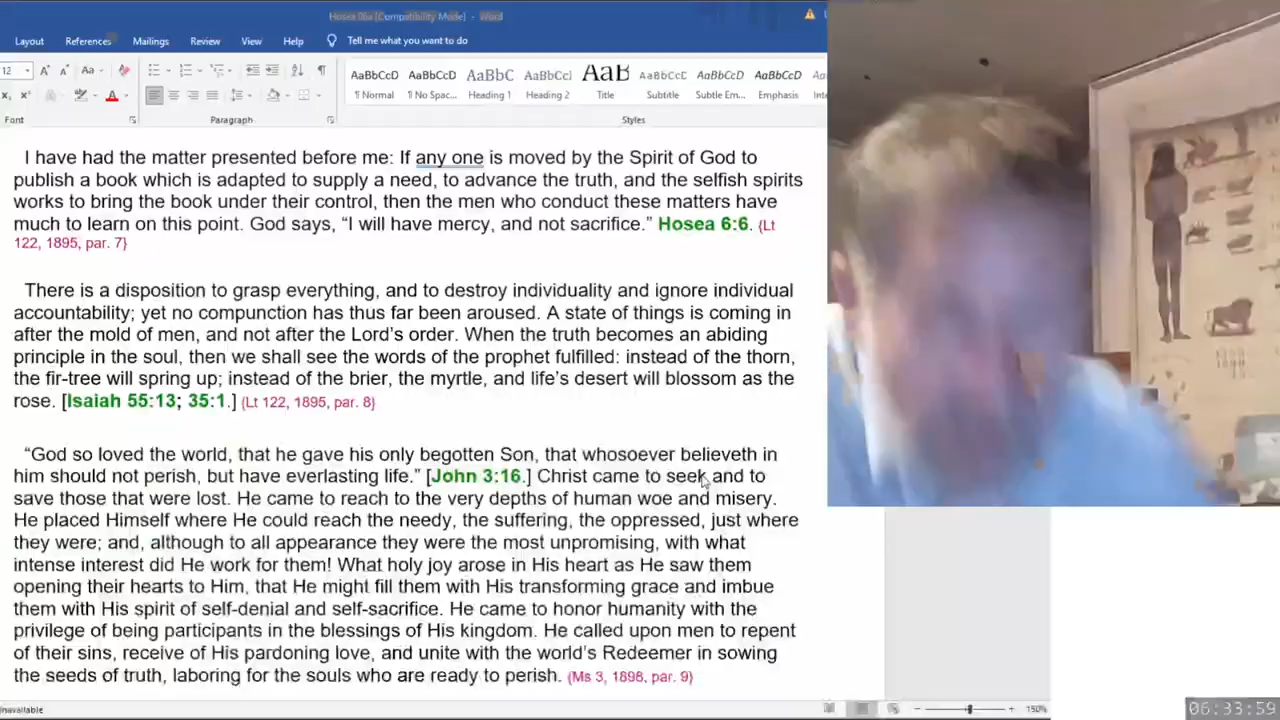 Hosea 06a [Compatibility Mode] - Word
Layout References Mailings Review View Help Tell me what you want to do
12 Aa
AaBbCcD AaBbCcD AaBbC AaBbCcI AaB AaBbCcD AaBbCcD AaBbCcD
¶ Normal ¶ No Spac... Heading 1 Heading 2 Title Subtitle Subtle Em... Emphasis
Font Paragraph Styles
I have had the matter presented before me: If any one is moved by the Spirit of God to
publish a book which is adapted to supply a need, to advance the truth, and the selfish spirits
works to bring the book under their control, then the men who conduct these matters have
much to learn on this point. God says, “I will have mercy, and not sacrifice.” Hosea 6:6. {Lt
122, 1895, par. 7}
There is a disposition to grasp everything, and to destroy individuality and ignore individual
accountability; yet no compunction has thus far been aroused. A state of things is coming in
after the mold of men, and not after the Lord’s order. When the truth becomes an abiding
principle in the soul, then we shall see the words of the prophet fulfilled: instead of the thorn,
the fir-tree will spring up; instead of the brier, the myrtle, and life’s desert will blossom as the
rose. [Isaiah 55:13; 35:1.] {Lt 122, 1895, par. 8}
“God so loved the world, that he gave his only begotten Son, that whosoever believeth in
him should not perish, but have everlasting life.” [John 3:16.] Christ came to seek and to
save those that were lost. He came to reach to the very depths of human woe and misery.
He placed Himself where He could reach the needy, the suffering, the oppressed, just where
they were; and, although to all appearance they were the most unpromising, with what
intense interest did He work for them! What holy joy arose in His heart as He saw them
opening their hearts to Him, that He might fill them with His transforming grace and imbue
them with His spirit of self-denial and self-sacrifice. He came to honor humanity with the
privilege of being participants in the blessings of His kingdom. He called upon men to repent
of their sins, receive of His pardoning love, and unite with the world’s Redeemer in sowing
the seeds of truth, laboring for the souls who are ready to perish. {Ms 3, 1898, par. 9}
150%
06:33:59